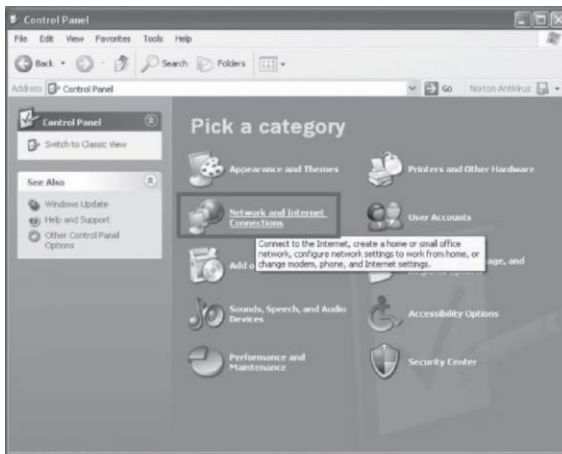 Control Panel
File Edit View Favorites Tools Help
Back Search Folders
Address Control Panel Go Norton AntiVirus
Control Panel
Switch to Classic View
See Also
Windows Update
Help and Support
Other Control Panel
Options
Pick a category
Appearance and Themes
Printers and Other Hardware
Network and Internet
Connections
User Accounts
Connect to the Internet, create a home or small office
network, configure network settings to work from home, or
change modem, phone, and Internet settings.
Add o
age, and
Sounds, Speech, and Audio
Devices
Accessibility Options
Performance and
Maintenance
Security Center